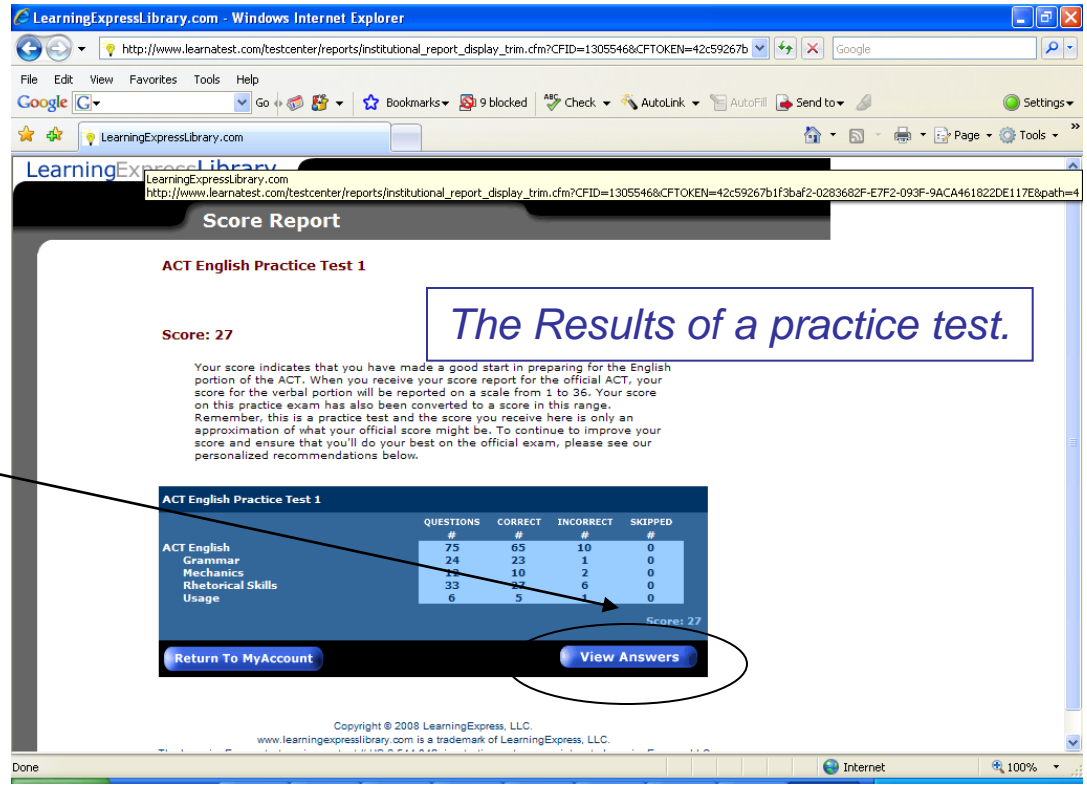 LearningExpressLibrary.com - Windows Internet Explorer
http://www.learnatest.com/testcenter/reports/institutional_report_display_trim.cfm?CFID=1305546&CFTOKEN=42c59267b
Google
File Edit View Favorites Tools Help
Google G Go Bookmarks 9 blocked ABC Check AutoLink AutoFill Send to Settings
LearningExpressLibrary.com Page Tools »
LearningExpressLibrary
LearningExpressLibrary.com
http://www.learnatest.com/testcenter/reports/institutional_report_display_trim.cfm?CFID=1305546&CFTOKEN=42c59267b1f3baf2-0283682F-E7F2-093F-9ACA461822DE117E&path=4
Score Report
ACT English Practice Test 1
The Results of a practice test.
Score: 27
Your score indicates that you have made a good start in preparing for the English
portion of the ACT. When you receive your score report for the official ACT, your
score for the verbal portion will be reported on a scale from 1 to 36. Your score
on this practice exam has also been converted to a score in this range.
Remember, this is a practice test and the score you receive here is only an
approximation of what your official score might be. To continue to improve your
score and ensure that you'll do your best on the official exam, please see our
personalized recommendations below.
ACT English Practice Test 1
QUESTIONS CORRECT INCORRECT SKIPPED
# # # #
ACT English 75 65 10 0
Grammar 24 23 1 0
Mechanics 12 10 2 0
Rhetorical Skills 33 27 6 0
Usage 6 5 1 0
Score: 27
Return To MyAccount View Answers
Copyright © 2008 LearningExpress, LLC.
www.learningexpresslibrary.com is a trademark of LearningExpress, LLC.
Done Internet 100%